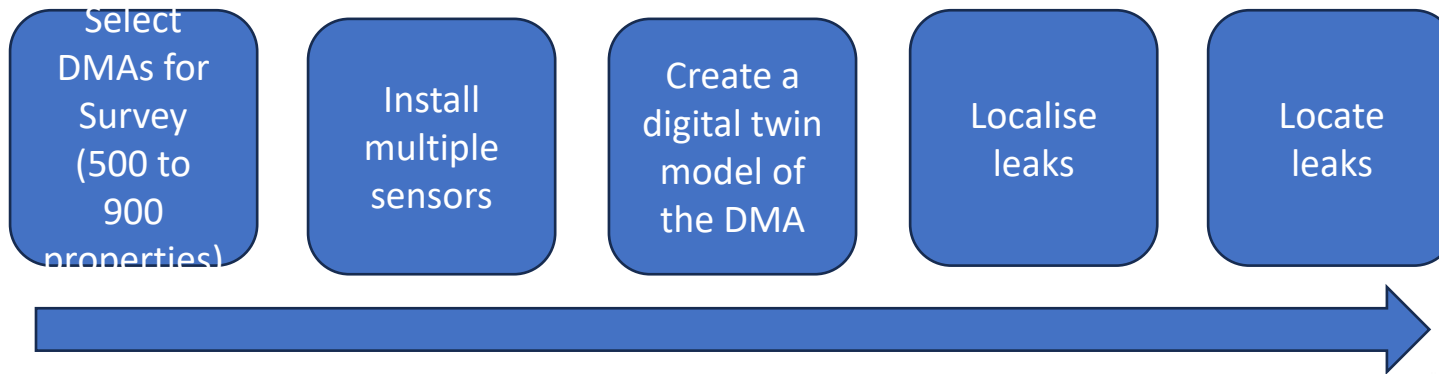 Select
DMAs for
Survey
(500 to
900
properties)
Install
multiple
sensors
Create a
digital twin
model of
the DMA
Localise
leaks
Locate
leaks